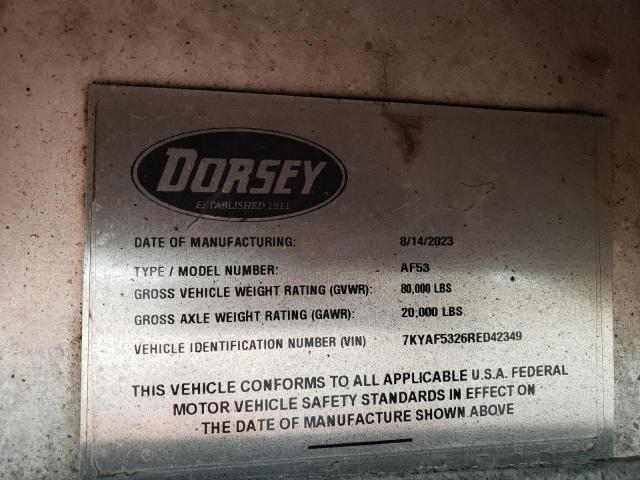 DORSEY
ESTABLISHED 1911
DATE OF MANUFACTURING: 8/14/2023
TYPE / MODEL NUMBER: AF53
GROSS VEHICLE WEIGHT RATING (GVWR): 80,000 LBS
GROSS AXLE WEIGHT RATING (GAWR): 20,000 LBS
VEHICLE IDENTIFICATION NUMBER (VIN) 7KYAF5326RED42349
THIS VEHICLE CONFORMS TO ALL APPLICABLE U.S.A. FEDERAL
MOTOR VEHICLE SAFETY STANDARDS IN EFFECT ON
THE DATE OF MANUFACTURE SHOWN ABOVE